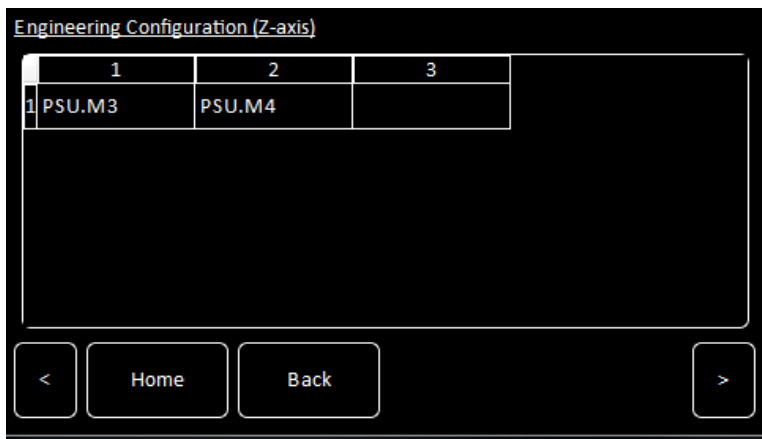 Engineering Configuration (Z-axis)
1 2 3
1 PSU.M3 PSU.M4
< Home Back >